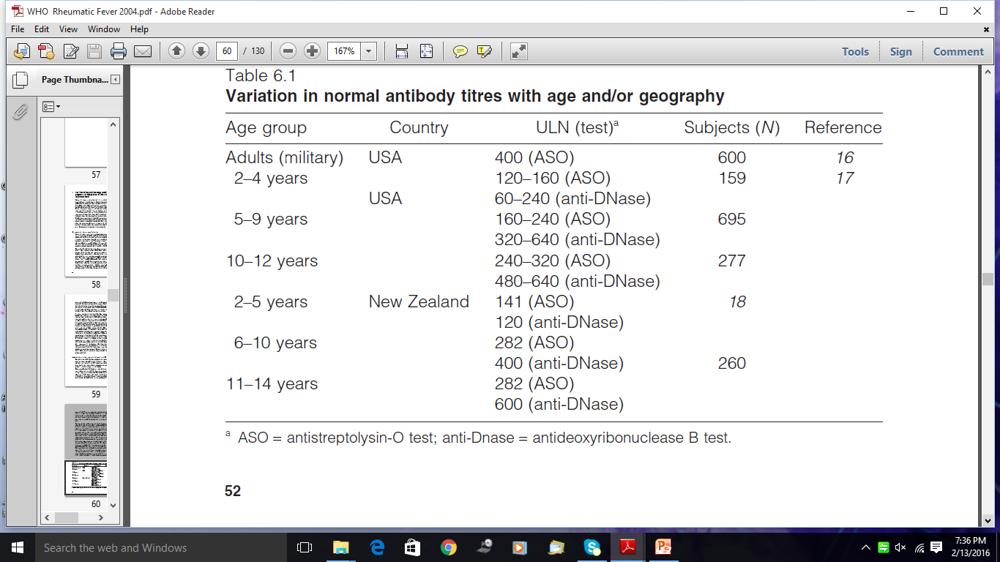 WHO Rheumatic Fever 2004.pdf - Adobe Reader
File Edit View Window Help
60 / 130 167% Tools Sign Comment
Page Thumbna...
57
58
59
60
Table 6.1
Variation in normal antibody titres with age and/or geography
Age group Country ULN (test)a Subjects (N) Reference
Adults (military) USA 400 (ASO) 600 16
2–4 years 120–160 (ASO) 159 17
USA 60–240 (anti-DNase)
5–9 years 160–240 (ASO) 695
320–640 (anti-DNase)
10–12 years 240–320 (ASO) 277
480–640 (anti-DNase)
2–5 years New Zealand 141 (ASO) 18
120 (anti-DNase)
6–10 years 282 (ASO)
400 (anti-DNase) 260
11–14 years 282 (ASO)
600 (anti-DNase)
a ASO = antistreptolysin-O test; anti-Dnase = antideoxyribonuclease B test.
52
Search the web and Windows
7:36 PM
2/13/2016